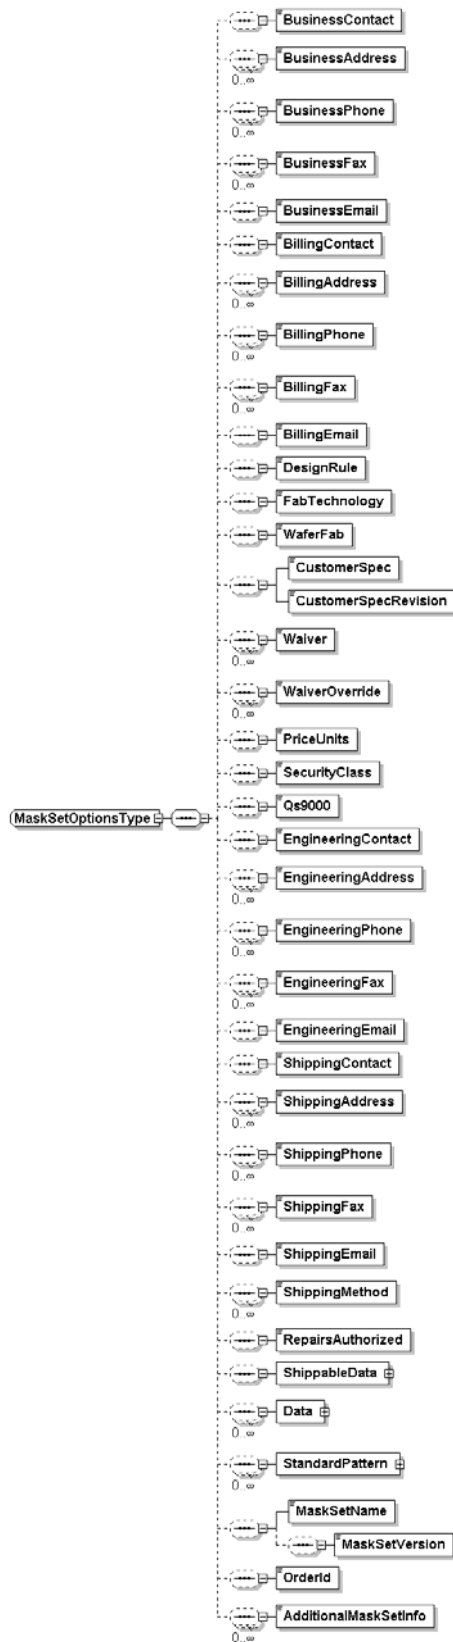 BusinessContact
BusinessAddress
0..∞
BusinessPhone
0..∞
BusinessFax
0..∞
BusinessEmail
BillingContact
BillingAddress
0..∞
BillingPhone
0..∞
BillingFax
0..∞
BillingEmail
DesignRule
FabTechnology
WaferFab
CustomerSpec
CustomerSpecRevision
Waiver
0..∞
WaiverOverride
0..∞
PriceUnits
SecurityClass
Qs9000
MaskSetOptionsType
EngineeringContact
EngineeringAddress
0..∞
EngineeringPhone
0..∞
EngineeringFax
0..∞
EngineeringEmail
ShippingContact
ShippingAddress
0..∞
ShippingPhone
0..∞
ShippingFax
0..∞
ShippingEmail
ShippingMethod
0..∞
RepairsAuthorized
ShippableData
Data
0..∞
StandardPattern
0..∞
MaskSetName
MaskSetVersion
OrderId
AdditionalMaskSetInfo
0..∞